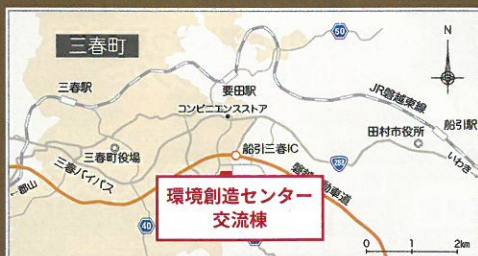 三春町
50
N
三春駅
要田駅
コンビニエンスストア
JR磐越東線
船引駅
田村市役所
いわき→
三春町役場
船引三春IC
288
三春バイパス
←郡山
環境創造センター
交流棟
40
0 1 2km